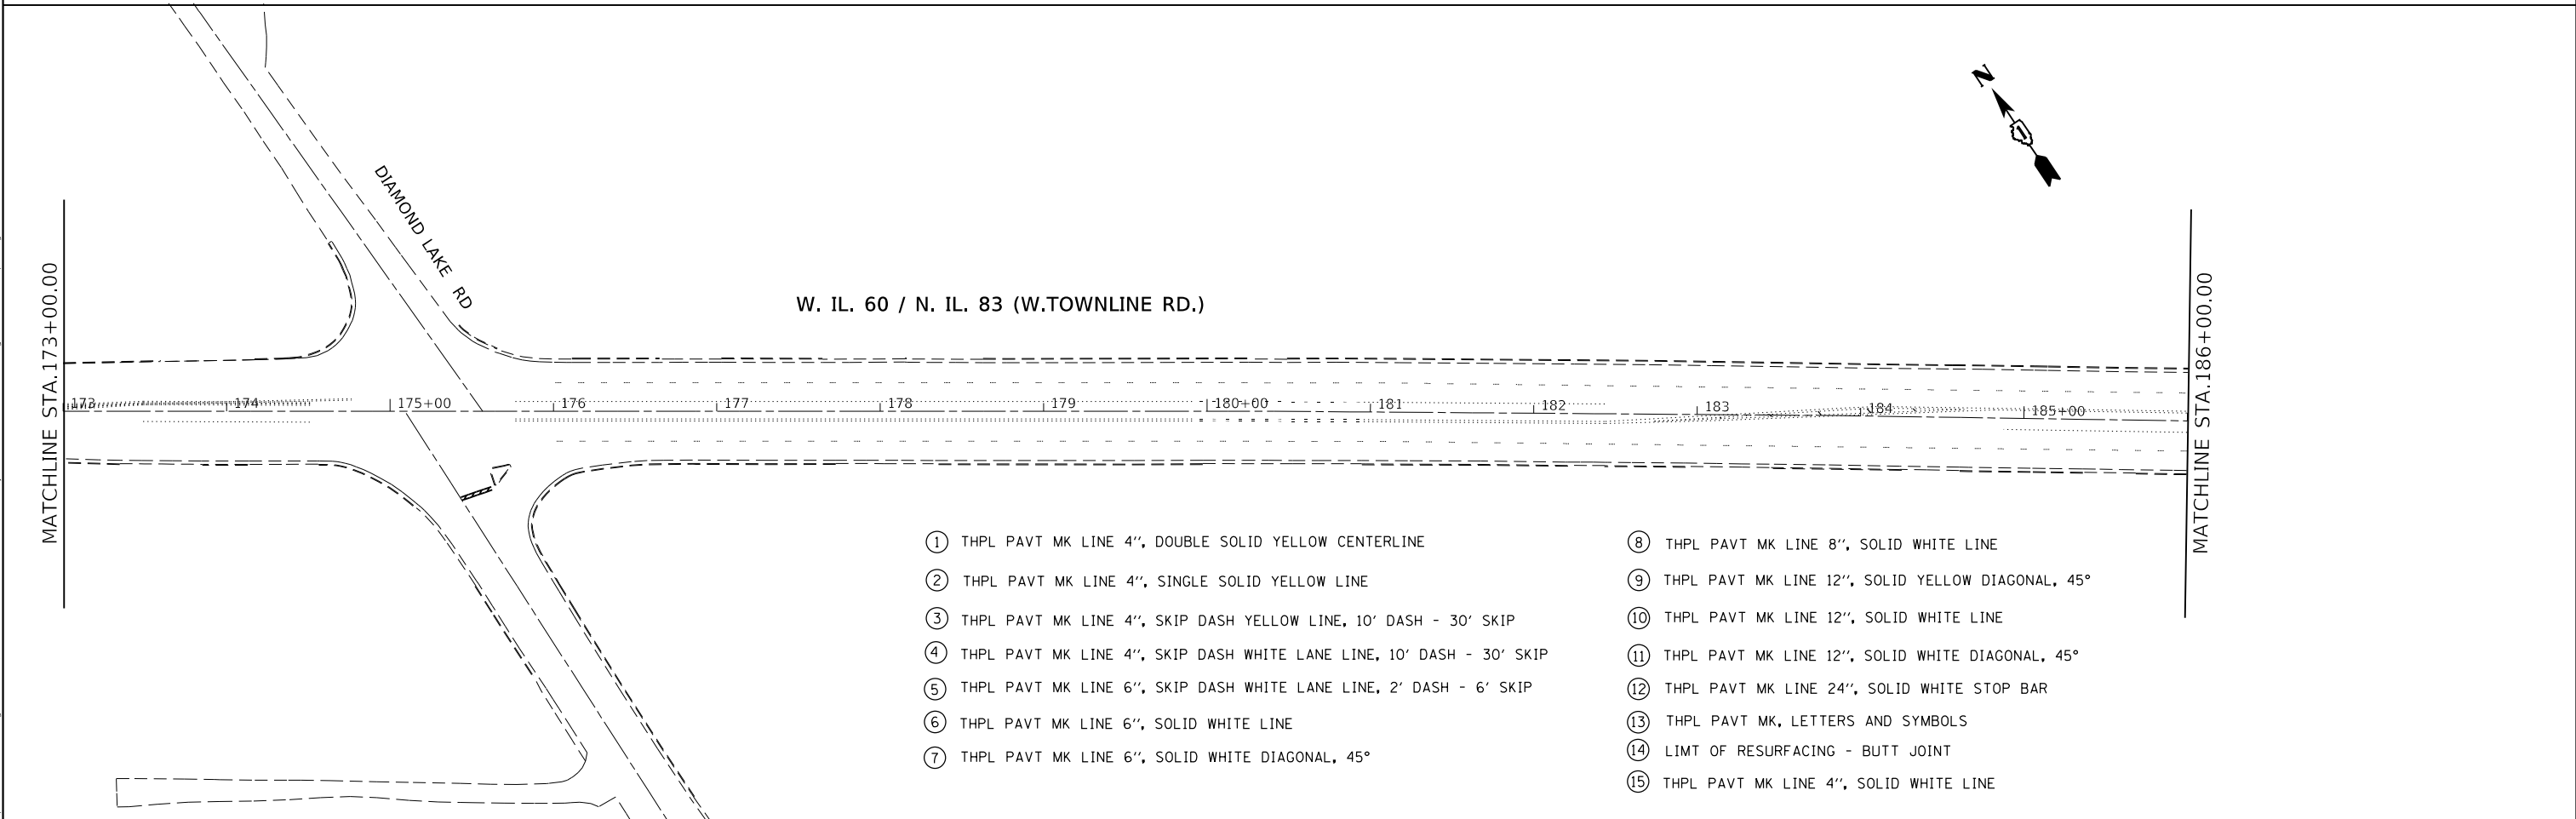 N
DIAMOND LAKE RD
W. IL. 60 / N. IL. 83 (W.TOWNLINE RD.)
MATCHLINE STA.173+00.00
173
174
175+00
176
177
178
179
180+00
181
182
183
184
185+00
MATCHLINE STA.186+00.00
1 THPL PAVT MK LINE 4", DOUBLE SOLID YELLOW CENTERLINE
2 THPL PAVT MK LINE 4", SINGLE SOLID YELLOW LINE
3 THPL PAVT MK LINE 4", SKIP DASH YELLOW LINE, 10' DASH - 30' SKIP
4 THPL PAVT MK LINE 4", SKIP DASH WHITE LANE LINE, 10' DASH - 30' SKIP
5 THPL PAVT MK LINE 6", SKIP DASH WHITE LANE LINE, 2' DASH - 6' SKIP
6 THPL PAVT MK LINE 6", SOLID WHITE LINE
7 THPL PAVT MK LINE 6", SOLID WHITE DIAGONAL, 45°
8 THPL PAVT MK LINE 8", SOLID WHITE LINE
9 THPL PAVT MK LINE 12", SOLID YELLOW DIAGONAL, 45°
10 THPL PAVT MK LINE 12", SOLID WHITE LINE
11 THPL PAVT MK LINE 12", SOLID WHITE DIAGONAL, 45°
12 THPL PAVT MK LINE 24", SOLID WHITE STOP BAR
13 THPL PAVT MK, LETTERS AND SYMBOLS
14 LIMT OF RESURFACING - BUTT JOINT
15 THPL PAVT MK LINE 4", SOLID WHITE LINE